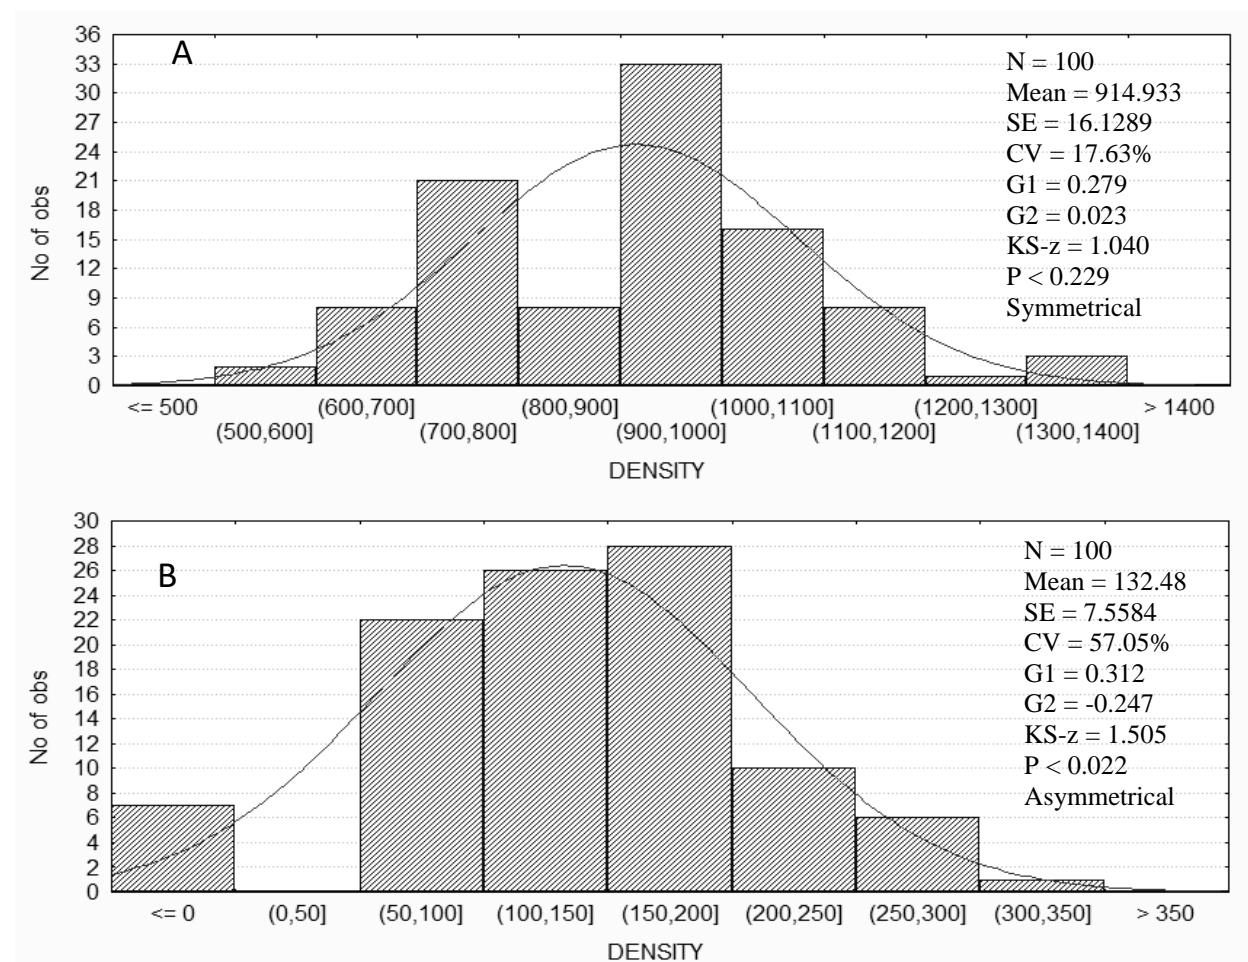 A
36
33
30
27
24
21
18
15
12
9
6
3
0
No of obs
N = 100
Mean = 914.933
SE = 16.1289
CV = 17.63%
G1 = 0.279
G2 = 0.023
KS-z = 1.040
P < 0.229
Symmetrical
<= 500 (600,700] (800,900] (1000,1100] (1200,1300] > 1400
(500,600] (700,800] (900,1000] (1100,1200] (1300,1400]
DENSITY
B
30
28
26
24
22
20
18
16
14
12
10
8
6
4
2
0
No of obs
N = 100
Mean = 132.48
SE = 7.5584
CV = 57.05%
G1 = 0.312
G2 = -0.247
KS-z = 1.505
P < 0.022
Asymmetrical
<= 0 (0,50] (50,100] (100,150] (150,200] (200,250] (250,300] (300,350] > 350
DENSITY